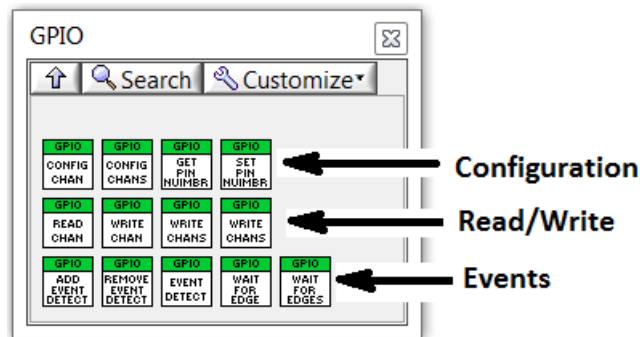 GPIO
Search Customize
GPIO GPIO GPIO GPIO
CONFIG CHAN CONFIG CHANS GET PIN NUIMBR SET PIN NUIMBR
Configuration
GPIO GPIO GPIO GPIO
READ CHAN WRITE CHAN WRITE CHANS WRITE CHANS
Read/Write
GPIO GPIO GPIO GPIO GPIO
ADD EVENT DETECT REMOVE EVENT DETECT EVENT DETECT WAIT FOR EDGE WAIT FOR EDGES
Events